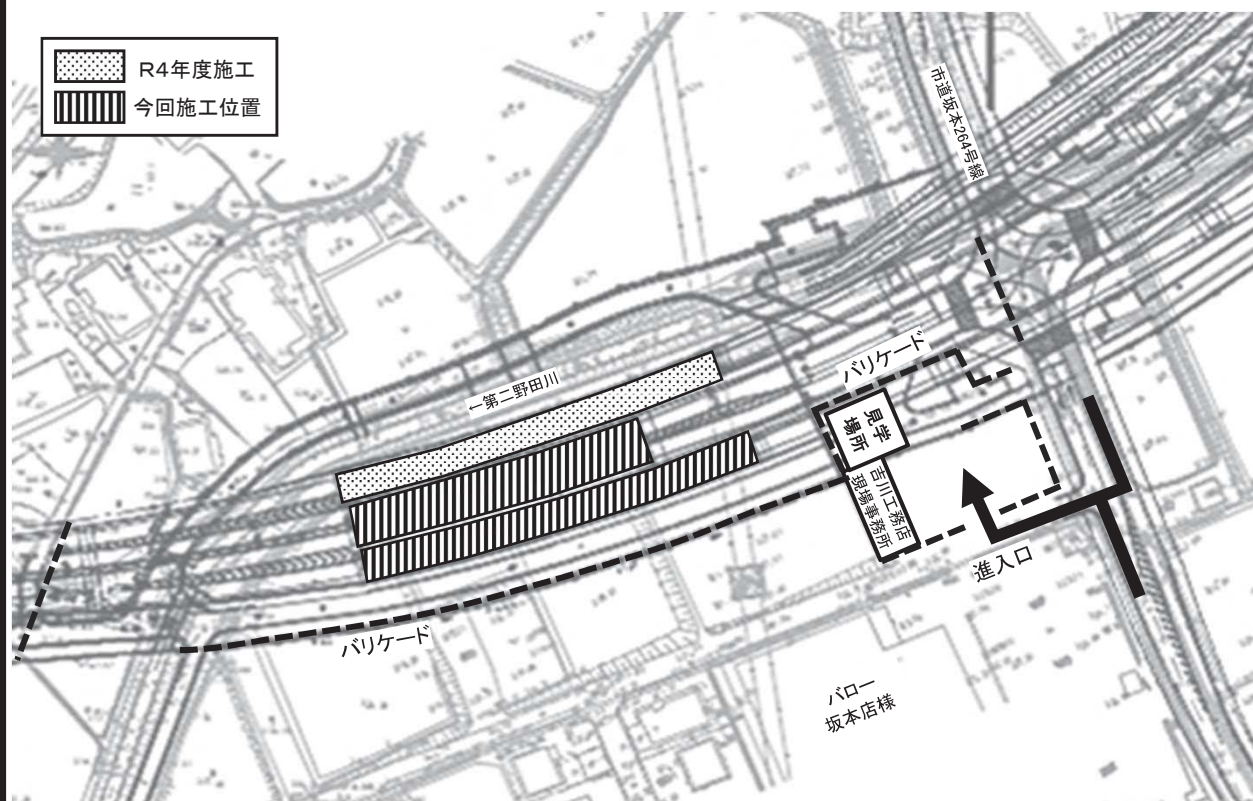 R4年度施工
今回施工位置
市道坂本264号線
←第二野田川
バリケード
見学
場所
吉川工務店
現場事務所
進入口
バリケード
バロー
坂本店様